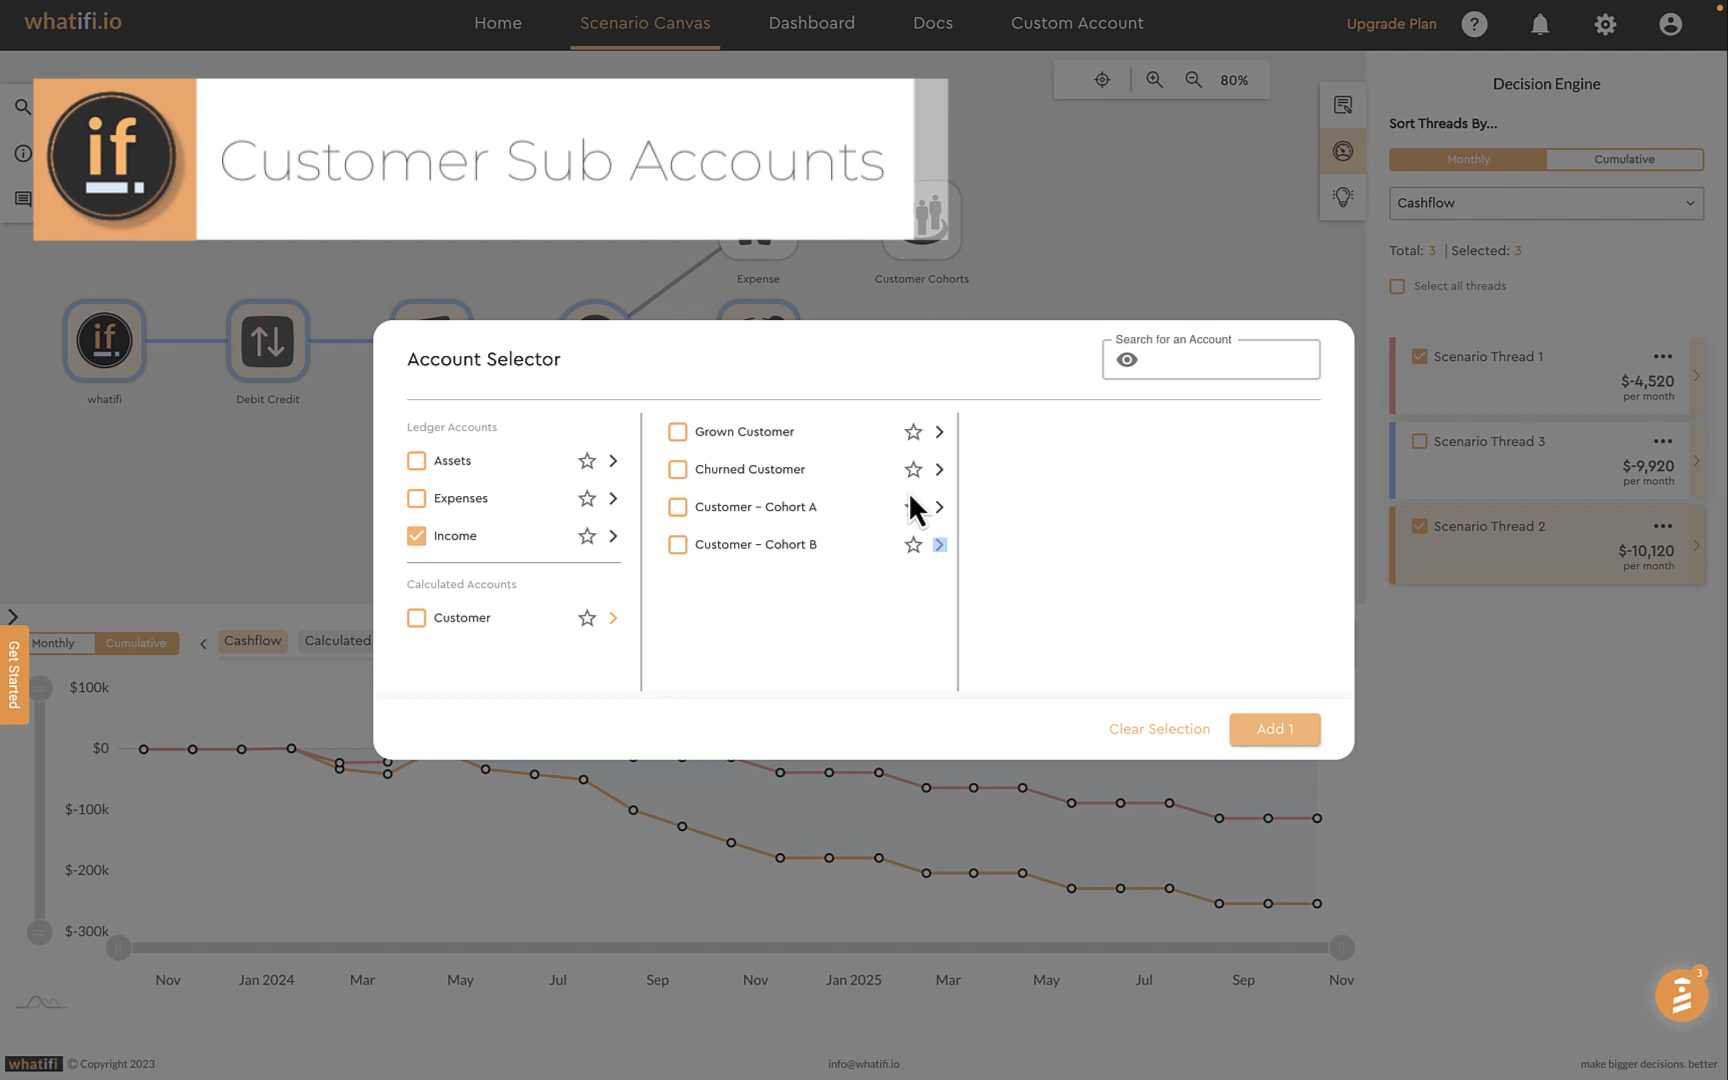 whatifi.io
Home
Scenario Canvas
Dashboard
Docs
Custom Account
Upgrade Plan
?
80%
if
Customer Sub Accounts
Expense
Customer Cohorts
if
whatifi
Debit Credit
Decision Engine
Sort Threads By...
Monthly
Cumulative
Cashflow
Total: 3 | Selected: 3
Select all threads
Scenario Thread 1
$-4,520
per month
Scenario Thread 3
$-9,920
per month
Scenario Thread 2
$-10,120
per month
Account Selector
Search for an Account
Ledger Accounts
Assets
Expenses
Income
Calculated Accounts
Customer
Grown Customer
Churned Customer
Customer – Cohort A
Customer – Cohort B
Clear Selection
Add 1
Get Started
Monthly
Cumulative
Cashflow
Calculated
$100k
$0
$-100k
$-200k
$-300k
Nov
Jan 2024
Mar
May
Jul
Sep
Nov
Jan 2025
Mar
May
Jul
Sep
Nov
3
whatifi © Copyright 2023
info@whatifi.io
make bigger decisions. better